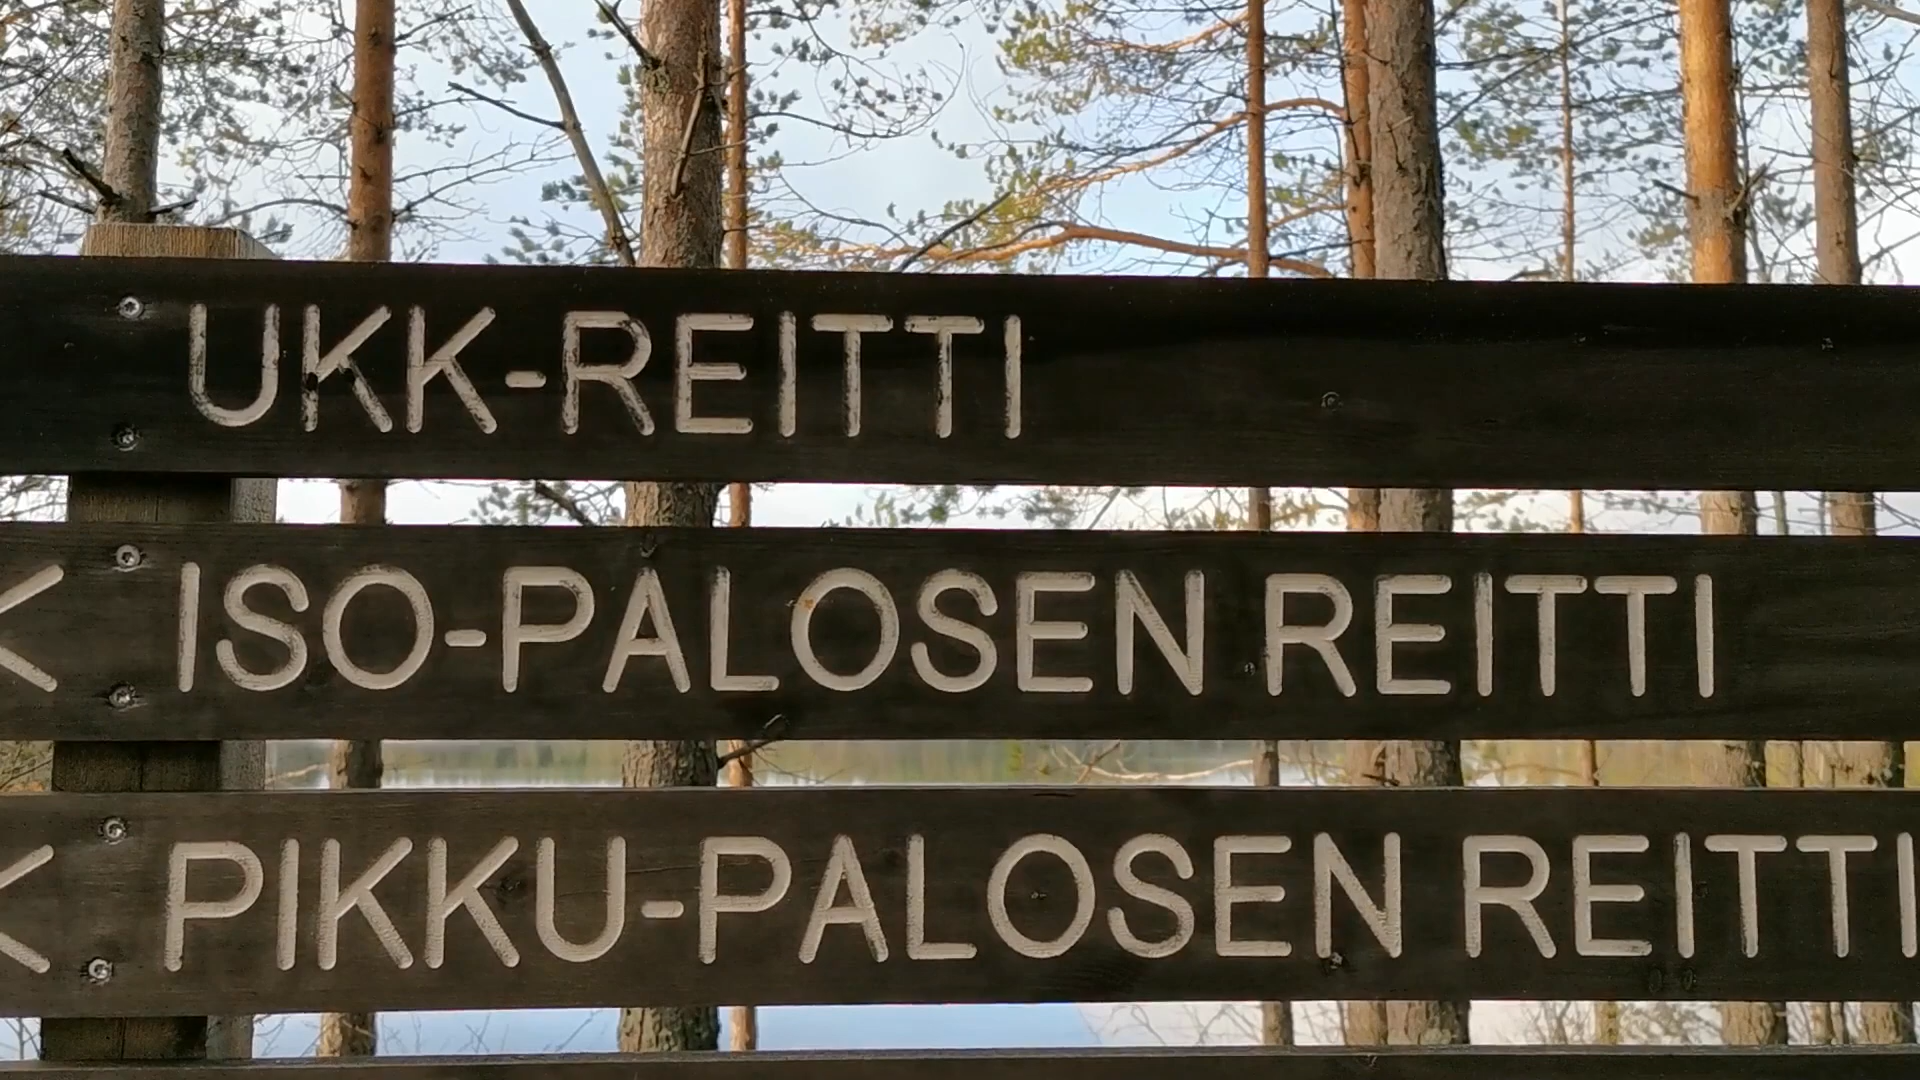 UKK-REITTI
< ISO-PALOSEN REITTI
< PIKKU-PALOSEN REITTI